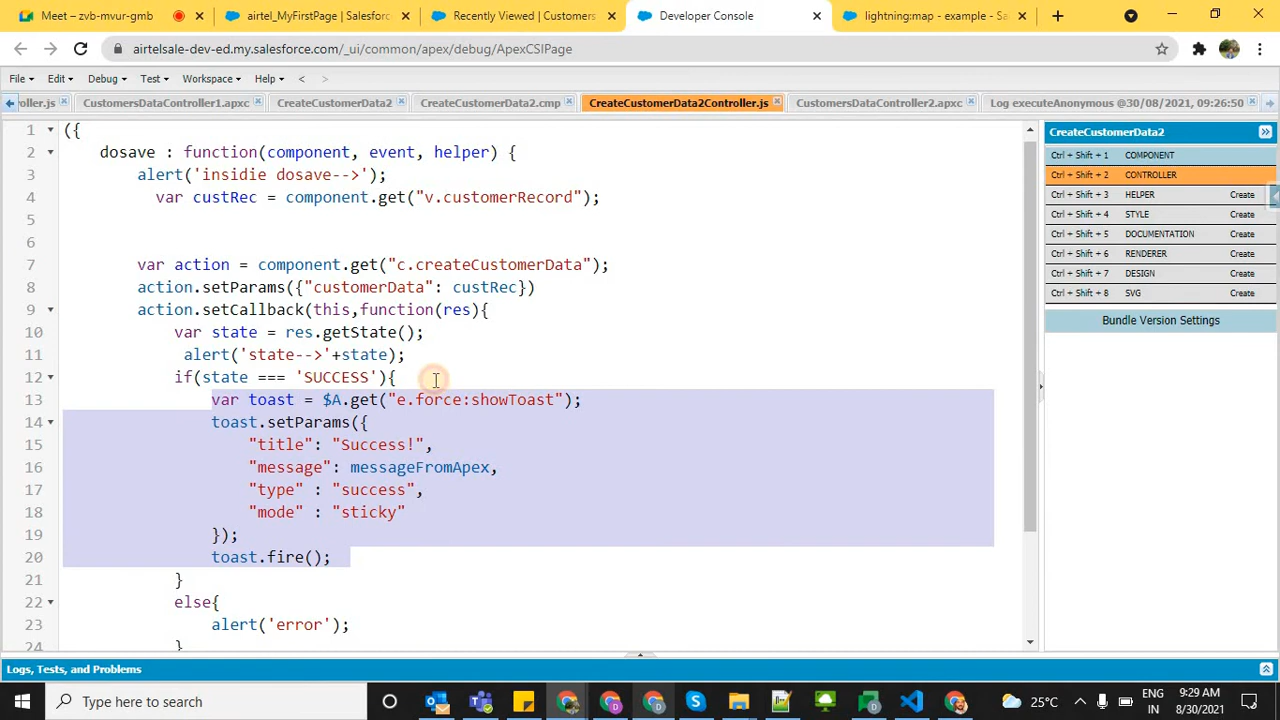 Meet – zvb-mvur-gmb
airtel_MyFirstPage | Salesforc
Recently Viewed | Customers
Developer Console
lightning:map - example - Sa
airtelsale-dev-ed.my.salesforce.com/_ui/common/apex/debug/ApexCSIPage
File Edit Debug Test Workspace Help < >
roller.js
CustomersDataController1.apxc
CreateCustomerData2
CreateCustomerData2.cmp
CreateCustomerData2Controller.js
CustomersDataController2.apxc
Log executeAnonymous @30/08/2021, 09:26:50
1 ({
2 dosave : function(component, event, helper) {
3 alert('insidie dosave-->');
4 var custRec = component.get("v.customerRecord");
5
6
7 var action = component.get("c.createCustomerData");
8 action.setParams({"customerData": custRec})
9 action.setCallback(this,function(res){
10 var state = res.getState();
11 alert('state-->'+state);
12 if(state === 'SUCCESS'){
13 var toast = $A.get("e.force:showToast");
14 toast.setParams({
15 "title": "Success!",
16 "message": messageFromApex,
17 "type" : "success",
18 "mode" : "sticky"
19 });
20 toast.fire();
21 }
22 else{
23 alert('error');
24 }
CreateCustomerData2
Ctrl + Shift + 1 COMPONENT
Ctrl + Shift + 2 CONTROLLER
Ctrl + Shift + 3 HELPER Create
Ctrl + Shift + 4 STYLE Create
Ctrl + Shift + 5 DOCUMENTATION Create
Ctrl + Shift + 6 RENDERER Create
Ctrl + Shift + 7 DESIGN Create
Ctrl + Shift + 8 SVG Create
Bundle Version Settings
Logs, Tests, and Problems
Type here to search
25°C
ENG
IN
9:29 AM
8/30/2021